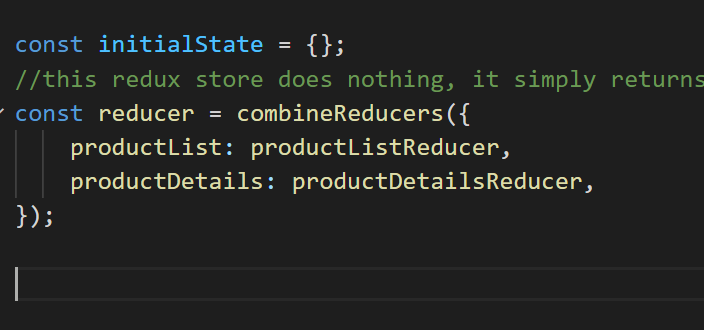 const initialState = {};
//this redux store does nothing, it simply returns
const reducer = combineReducers({
    productList: productListReducer,
    productDetails: productDetailsReducer,
});